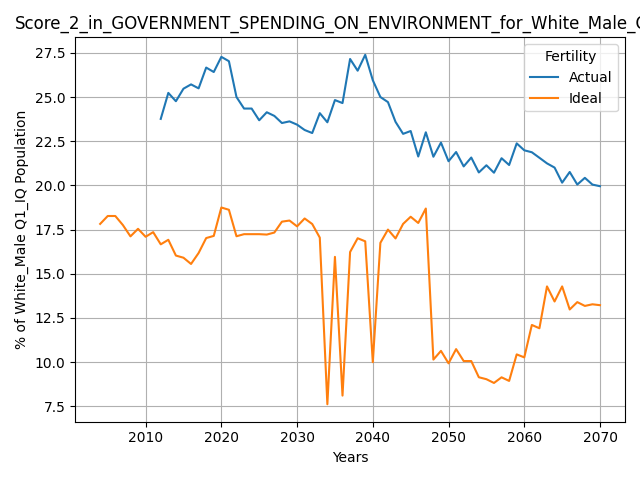 Score_2_in_GOVERNMENT_SPENDING_ON_ENVIRONMENT_for_White_Male_
Fertility
Actual
Ideal
% of White_Male Q1_IQ Population
27.5
25.0
22.5
20.0
17.5
15.0
12.5
10.0
7.5
2010 2020 2030 2040 2050 2060 2070
Years